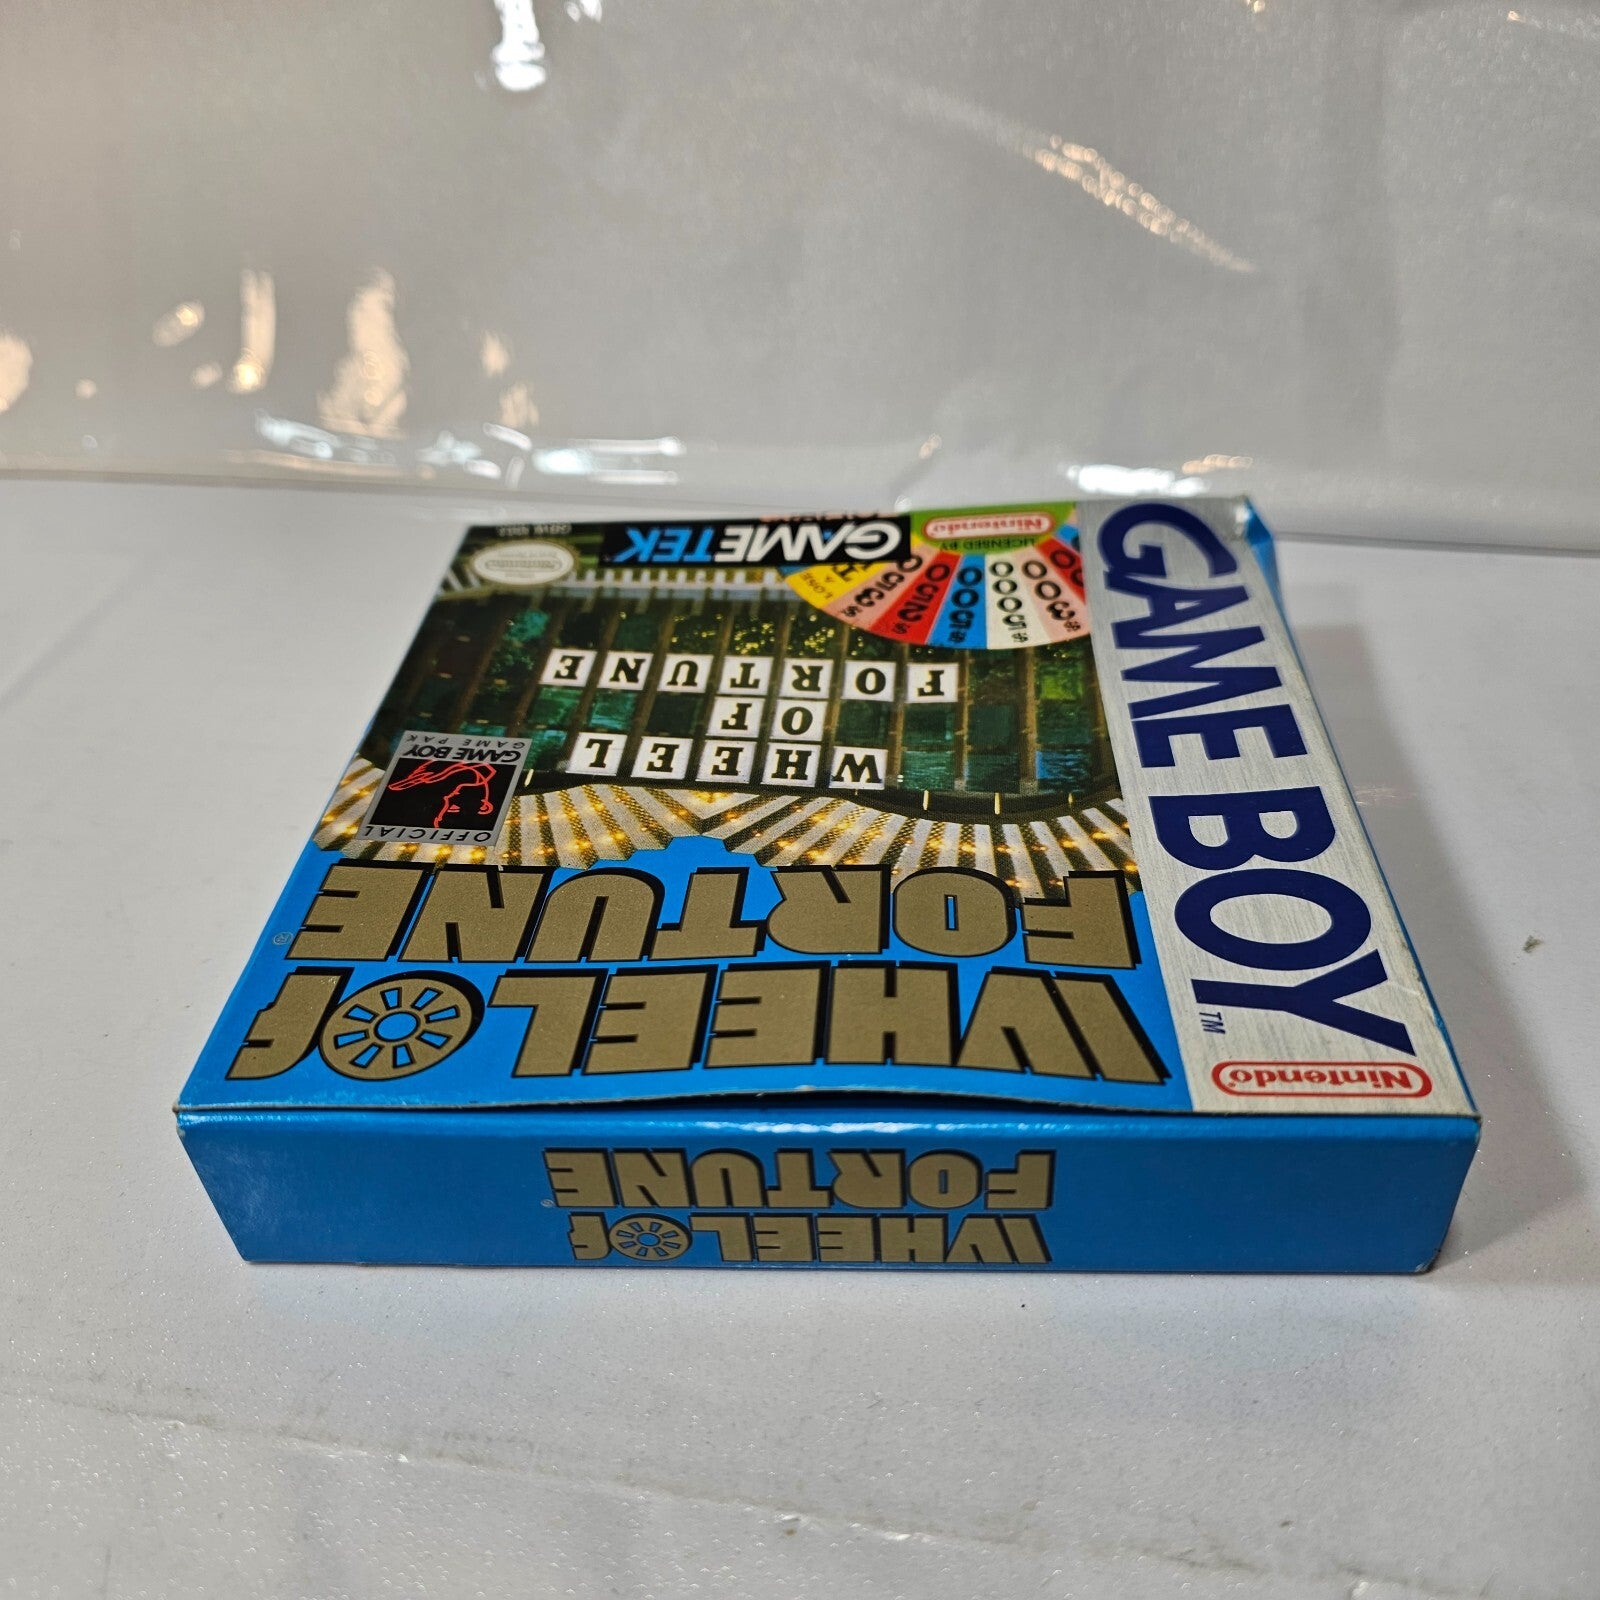 Nintendo
GAME BOY
TM
WHEEL OF
FORTUNE
®
OFFICIAL
GAME BOY
GAME PAK
WHEEL
OF
FORTUNE
LICENSED BY
Nintendo
GAMETEK
LOSE
A
WHEEL OF
FORTUNE
®